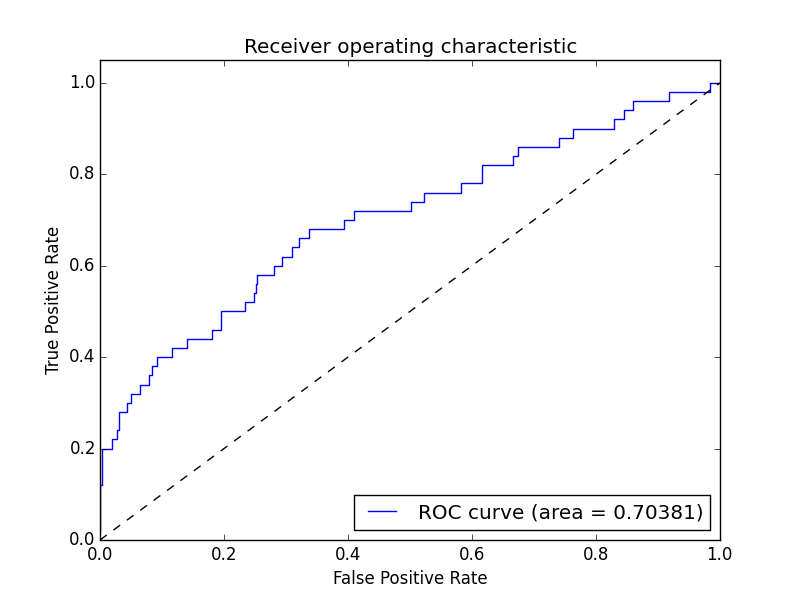 Receiver operating characteristic
True Positive Rate
1.0
0.8
0.6
0.4
0.2
0.0
ROC curve (area = 0.70381)
0.0 0.2 0.4 0.6 0.8 1.0
False Positive Rate